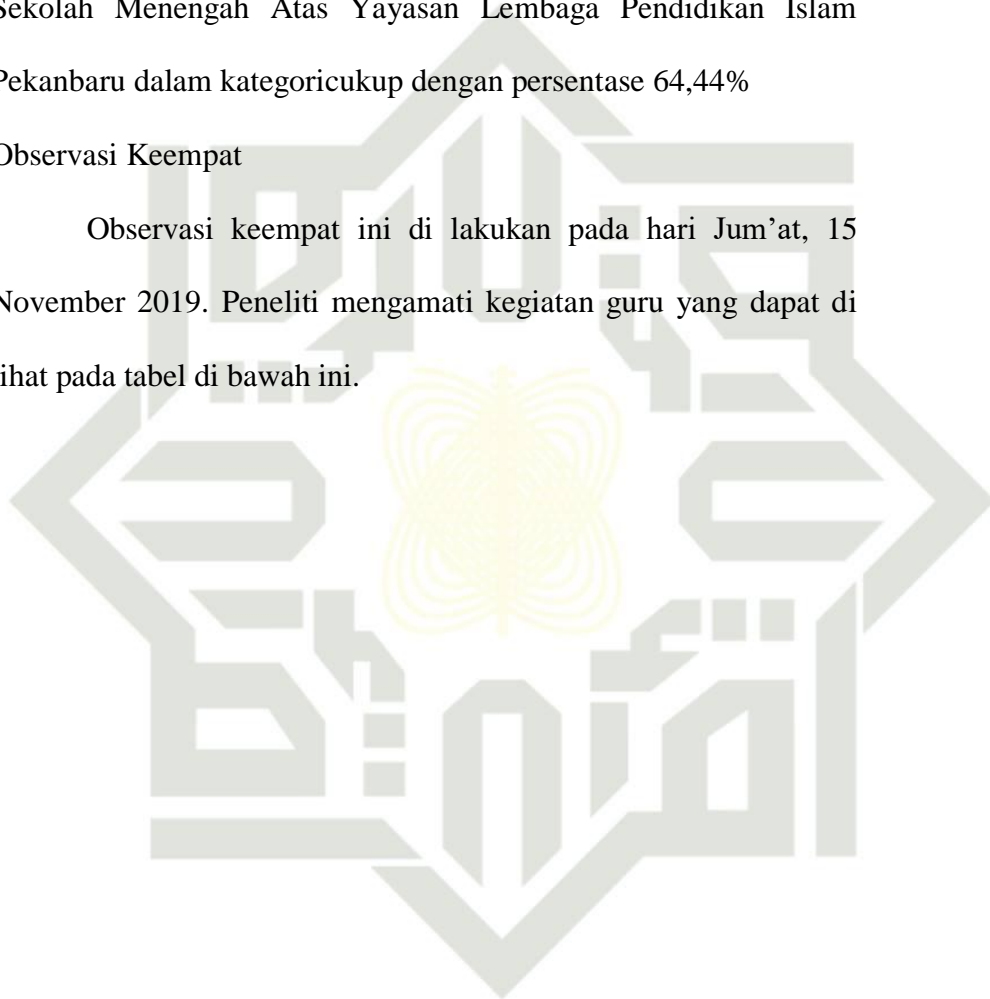 Sekolah Menengah Atas Yayasan Lembaga Pendidikan Islam
Pekanbaru dalam kategoricukup dengan persentase 64,44%
Observasi Keempat
Observasi keempat ini di lakukan pada hari Jum’at, 15
November 2019. Peneliti mengamati kegiatan guru yang dapat di
lihat pada tabel di bawah ini.